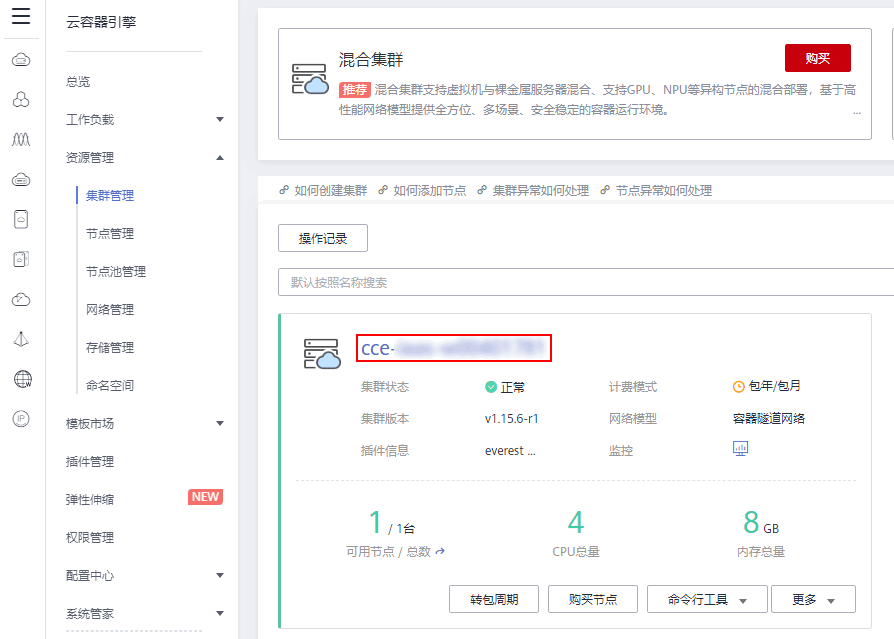 云容器引擎
总览
工作负载
资源管理
集群管理
节点管理
节点池管理
网络管理
存储管理
命名空间
模板市场
插件管理
弹性伸缩 NEW
权限管理
配置中心
系统管家
IP
混合集群
购买
推荐 混合集群支持虚拟机与裸金属服务器混合、支持GPU、NPU等异构节点的混合部署，基于高
性能网络模型提供全方位、多场景、安全稳定的容器运行环境。 ...
如何创建集群 如何添加节点 集群异常如何处理 节点异常如何处理
操作记录
默认按照名称搜索
cce-
集群状态 正常 计费模式 包年/包月
集群版本 v1.15.6-r1 网络模型 容器隧道网络
插件信息 everest ... 监控
1 / 1台 4 8 GB
可用节点 / 总数 CPU总量 内存总量
转包周期 购买节点 命令行工具 更多